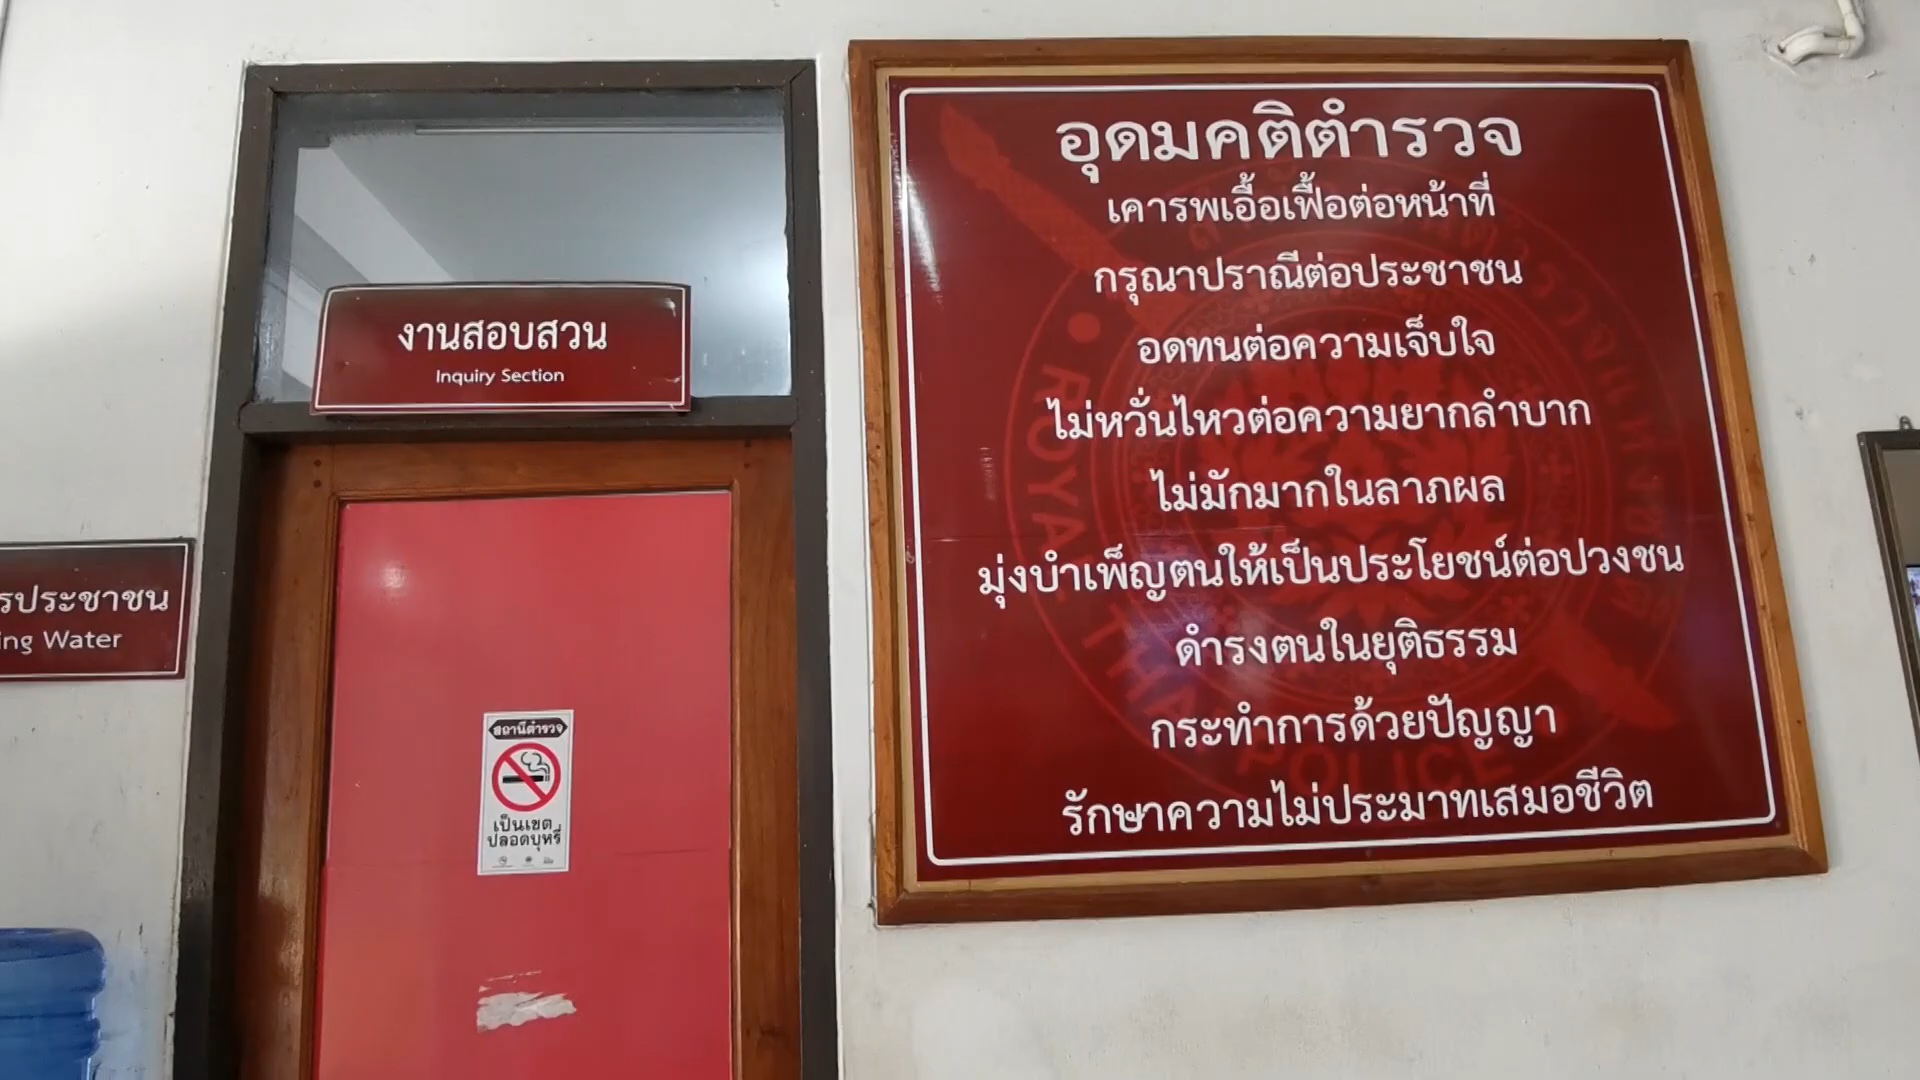 งานสอบสวน
Inquiry Section
รประชาชน
ing Water
สถานีตำรวจ
เป็นเขต
ปลอดบุหรี่
อุดมคติตำรวจ
เคารพเอื้อเฟื้อต่อหน้าที่
กรุณาปราณีต่อประชาชน
อดทนต่อความเจ็บใจ
ไม่หวั่นไหวต่อความยากลำบาก
ไม่มักมากในลาภผล
มุ่งบำเพ็ญตนให้เป็นประโยชน์ต่อปวงชน
ดำรงตนในยุติธรรม
กระทำการด้วยปัญญา
รักษาความไม่ประมาทเสมอชีวิต
ROYAL THAI POLICE